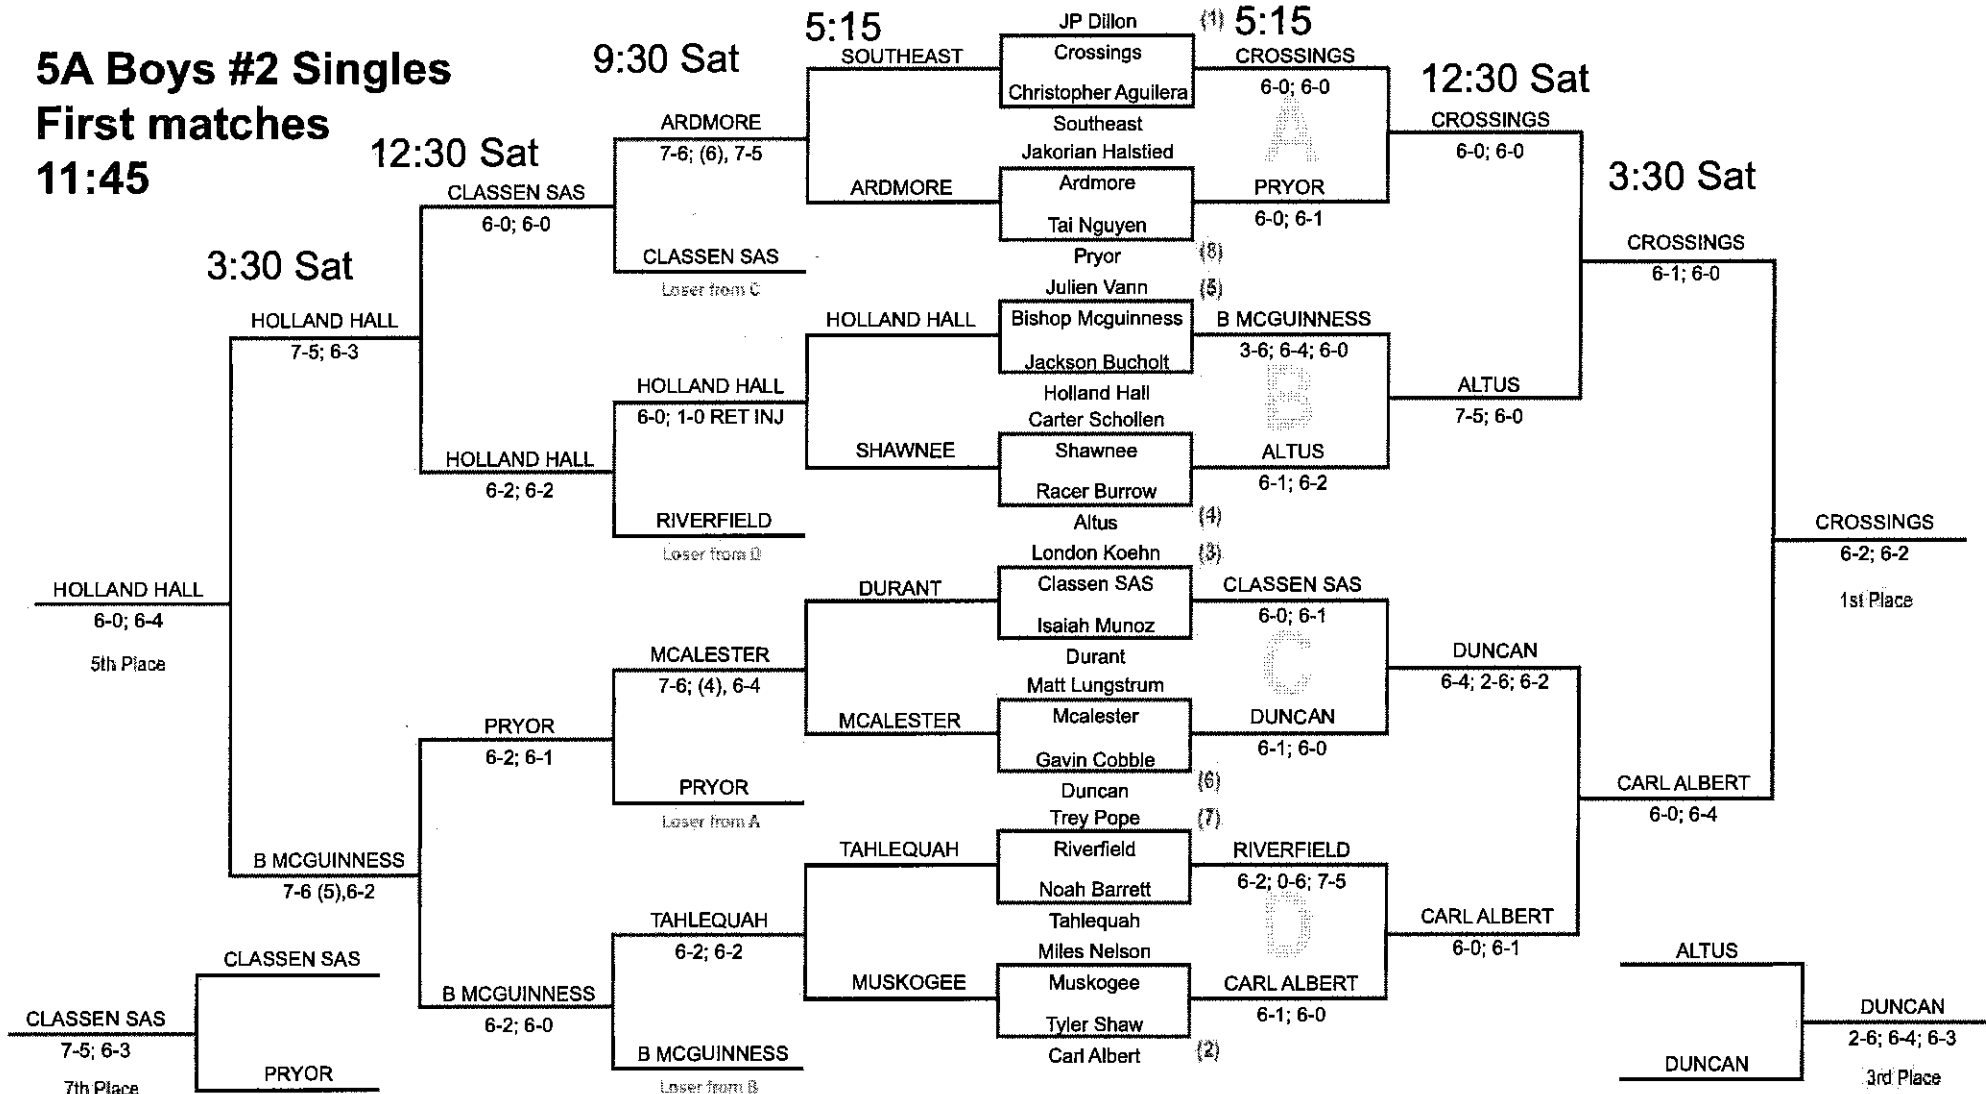 5A Boys #2 Singles
First matches
11:45
3:30 Sat
12:30 Sat
9:30 Sat
5:15
5:15
12:30 Sat
3:30 Sat
JP Dillon (1)
Crossings
Christopher Aguilera
Southeast
Jakorian Halstied
Ardmore
Tai Nguyen
Pryor (8)
Julien Vann (5)
Bishop Mcguinness
Jackson Bucholt
Holland Hall
Carter Schollen
Shawnee
Racer Burrow
Altus (4)
London Koehn (3)
Classen SAS
Isaiah Munoz
Durant
Matt Lungstrum
Mcalester
Gavin Cobble
Duncan (6)
Trey Pope (7)
Riverfield
Noah Barrett
Tahlequah
Miles Nelson
Muskogee
Tyler Shaw
Carl Albert (2)
CROSSINGS
6-0; 6-0
A
PRYOR
6-0; 6-1
B MCGUINNESS
3-6; 6-4; 6-0
B
ALTUS
6-1; 6-2
CLASSEN SAS
6-0; 6-1
C
DUNCAN
6-1; 6-0
RIVERFIELD
6-2; 0-6; 7-5
D
CARL ALBERT
6-1; 6-0
CROSSINGS
6-0; 6-0
ALTUS
7-5; 6-0
DUNCAN
6-4; 2-6; 6-2
CARL ALBERT
6-0; 6-1
CROSSINGS
6-1; 6-0
CARL ALBERT
6-0; 6-4
CROSSINGS
6-2; 6-2
1st Place
ALTUS
DUNCAN
DUNCAN
2-6; 6-4; 6-3
3rd Place
SOUTHEAST
ARDMORE
HOLLAND HALL
SHAWNEE
DURANT
MCALESTER
TAHLEQUAH
MUSKOGEE
ARDMORE
7-6; (6), 7-5
CLASSEN SAS
Loser from C
HOLLAND HALL
6-0; 1-0 RET INJ
RIVERFIELD
Loser from D
MCALESTER
7-6; (4), 6-4
PRYOR
Loser from A
TAHLEQUAH
6-2; 6-2
B MCGUINNESS
Loser from B
CLASSEN SAS
6-0; 6-0
HOLLAND HALL
6-2; 6-2
PRYOR
6-2; 6-1
B MCGUINNESS
6-2; 6-0
HOLLAND HALL
7-5; 6-3
B MCGUINNESS
7-6 (5),6-2
HOLLAND HALL
6-0; 6-4
5th Place
CLASSEN SAS
PRYOR
CLASSEN SAS
7-5; 6-3
7th Place